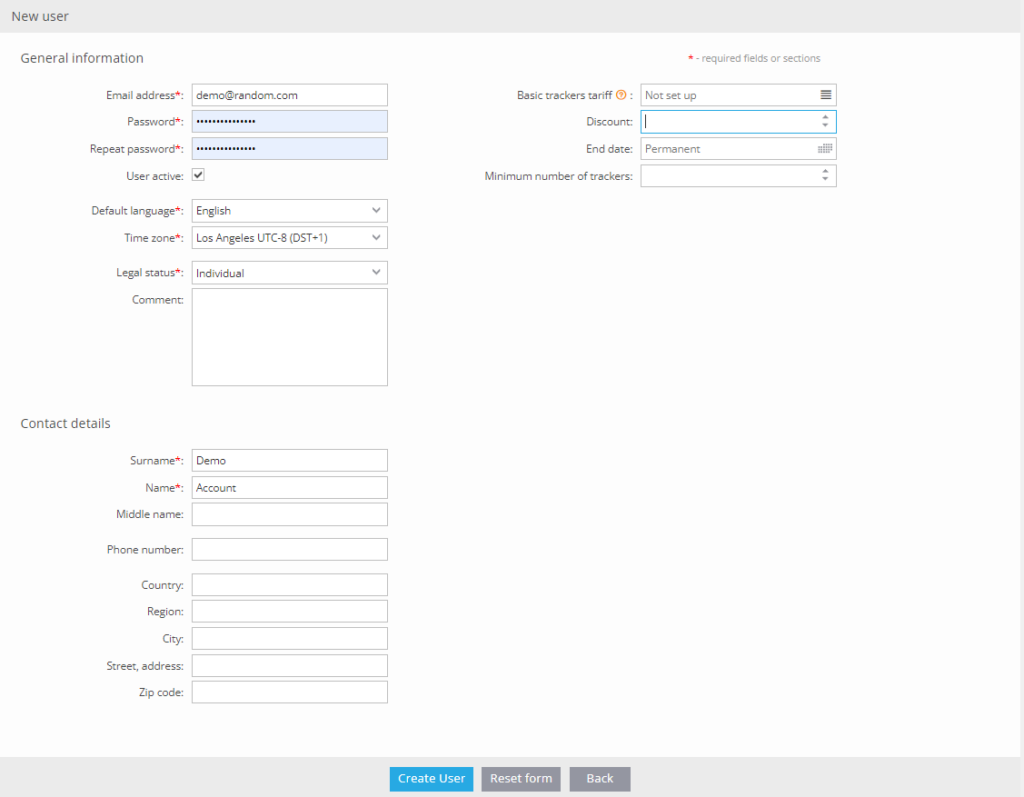 New user
General information
* - required fields or sections
Email address*: demo@random.com
Password*: •••••••••••••••
Repeat password*: •••••••••••••••
User active:
Default language*: English
Time zone*: Los Angeles UTC-8 (DST+1)
Legal status*: Individual
Comment:
Basic trackers tariff ? : Not set up
Discount:
End date: Permanent
Minimum number of trackers:
Contact details
Surname*: Demo
Name*: Account
Middle name:
Phone number:
Country:
Region:
City:
Street, address:
Zip code:
Create User
Reset form
Back